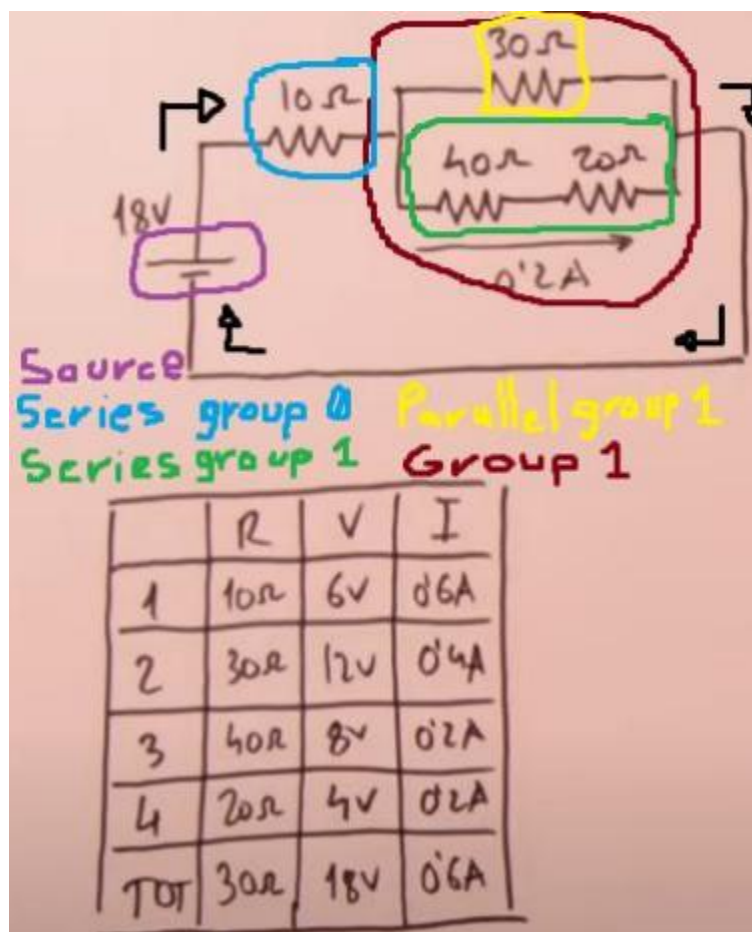 30Ω
10Ω
40Ω 20Ω
18V
0'2A
Source
Series group 0 Parallel group 1
Series group 1 Group 1
R V I
1 10Ω 6V 0'6A
2 30Ω 12V 0'4A
3 40Ω 8V 0'2A
4 20Ω 4V 0'2A
TOT 30Ω 18V 0'6A